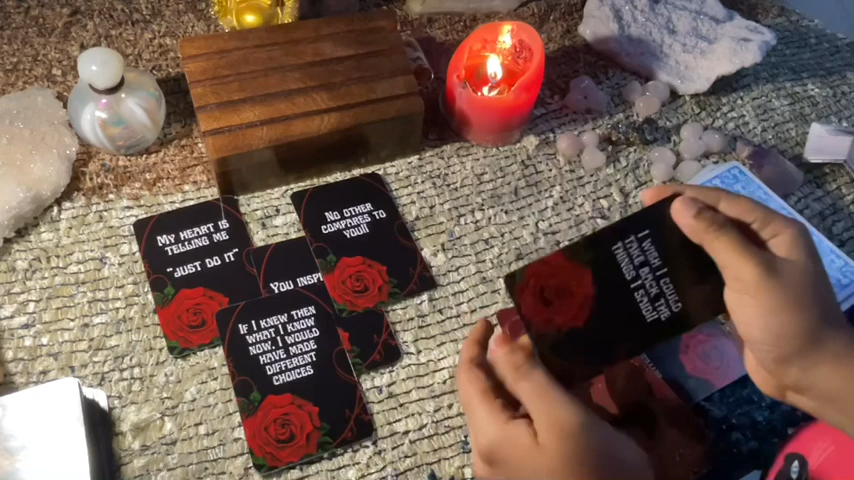 MY HEART IS
TELLING ME
"JUST DO IT"
NO OTHER
COMPARES TO
YOU!!
YOU
IF I KNEW THEN
WHAT I KNOW
NOW, I WOULD
HAVE MADE
DIFFERENT
CHOICES
I WISH I COULD
TAKE BACK THE
THINGS I SAID!!